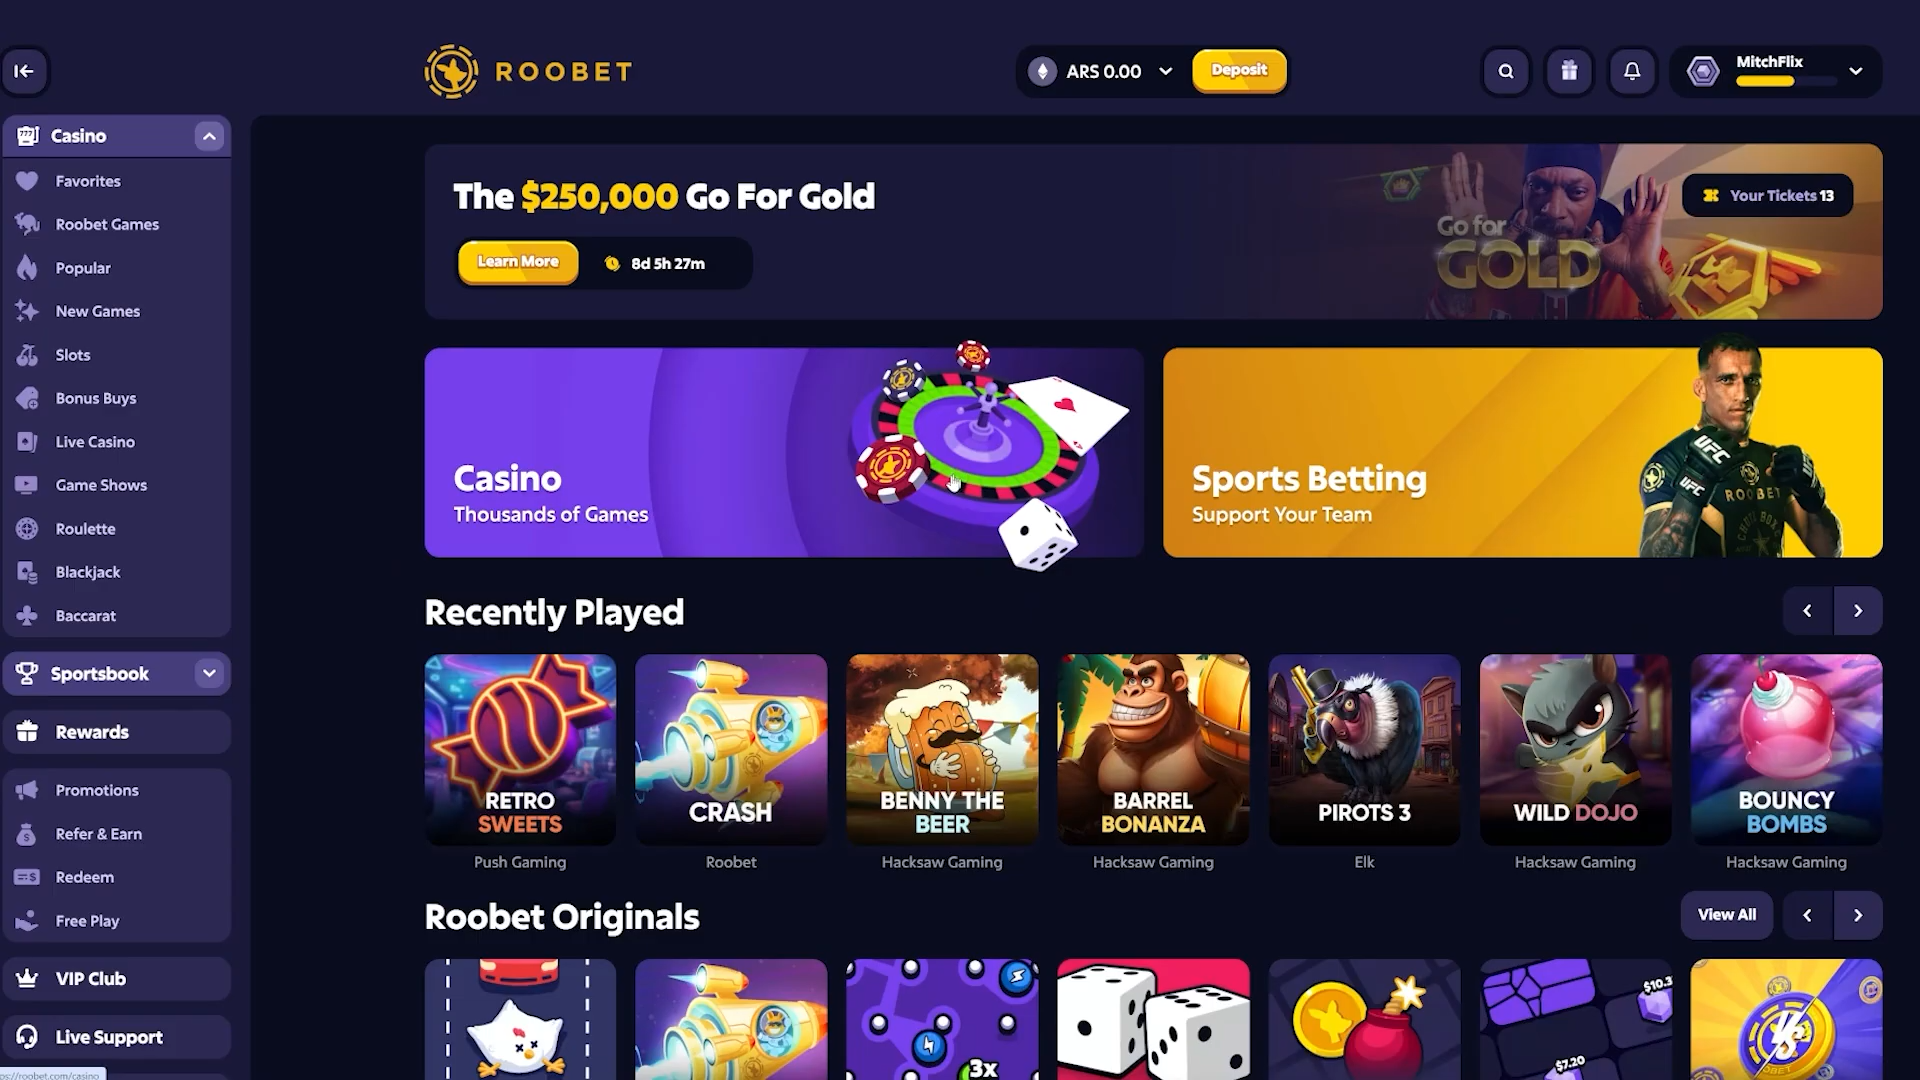 ROOBET
ARS 0.00
Deposit
MitchFlix
Casino
Favorites
Roobet Games
Popular
New Games
Slots
Bonus Buys
Live Casino
Game Shows
Roulette
Blackjack
Baccarat
Sportsbook
Rewards
Promotions
Refer & Earn
Redeem
Free Play
VIP Club
Live Support
The $250,000 Go For Gold
Learn More
8d 5h 27m
Go for
GOLD
Your Tickets 13
Casino
Thousands of Games
Sports Betting
Support Your Team
UFC
UFC
ROOBET
Recently Played
RETRO
SWEETS
Push Gaming
CRASH
Roobet
BENNY THE
BEER
Hacksaw Gaming
BARREL
BONANZA
Hacksaw Gaming
PIROTS 3
Elk
WILD DOJO
Hacksaw Gaming
BOUNCY
BOMBS
Hacksaw Gaming
Roobet Originals
View All
3x
$10.3
$7.20
ps://roobet.com/casino